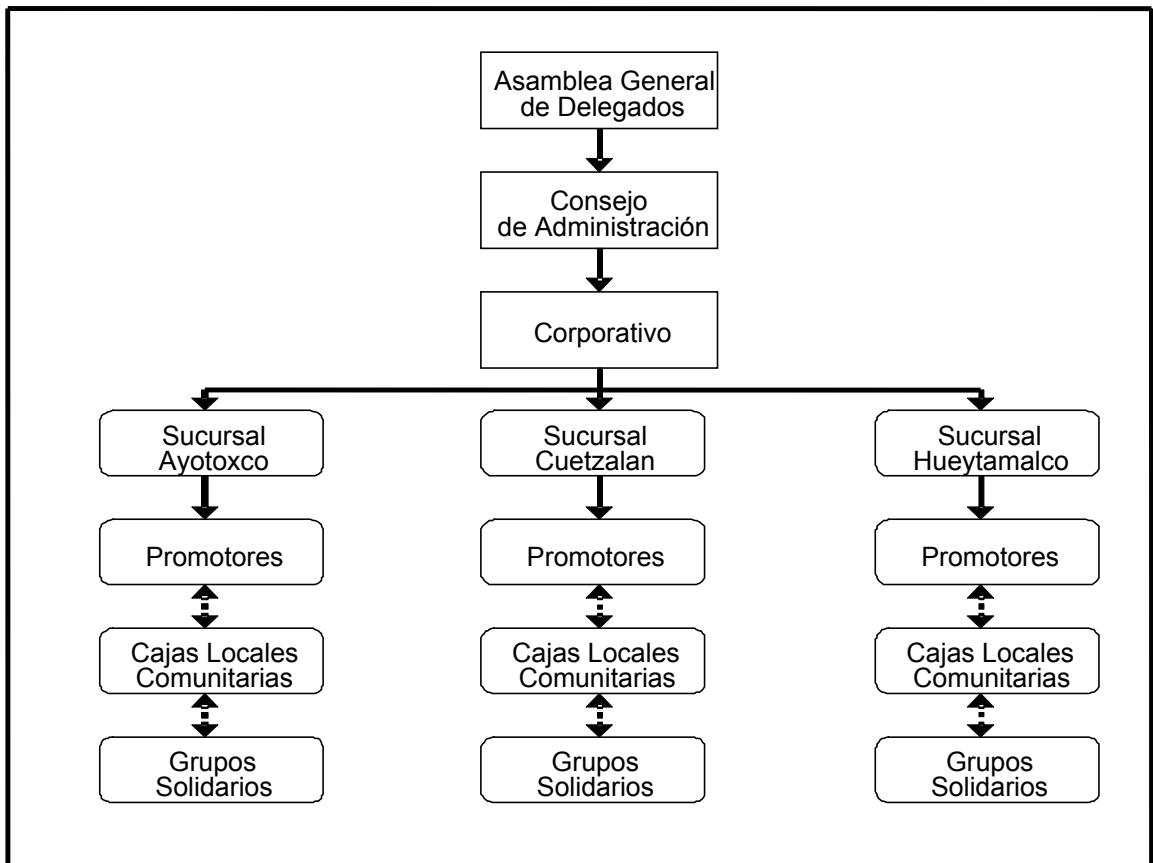 Asamblea General
de Delegados
Consejo
de Administración
Corporativo
Sucursal
Ayotoxco
Sucursal
Cuetzalan
Sucursal
Hueytamalco
Promotores
Promotores
Promotores
Cajas Locales
Comunitarias
Cajas Locales
Comunitarias
Cajas Locales
Comunitarias
Grupos
Solidarios
Grupos
Solidarios
Grupos
Solidarios